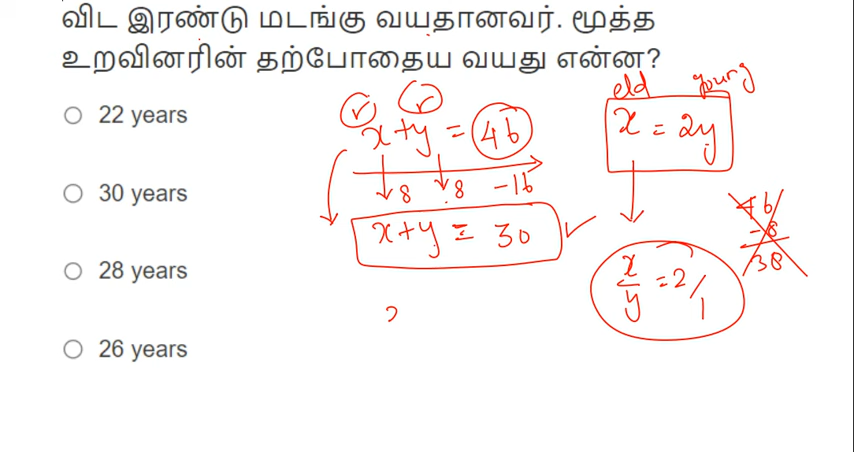 விட இரண்டு மடங்கு வயதானவர். மூத்த
உறவினரின் தற்போதைய வயது என்ன?
22 years
30 years
28 years
26 years
x+y = 46
8 8 -16
x+y = 30
eld young
x = 2y
x/y = 2/1
46
-8
38